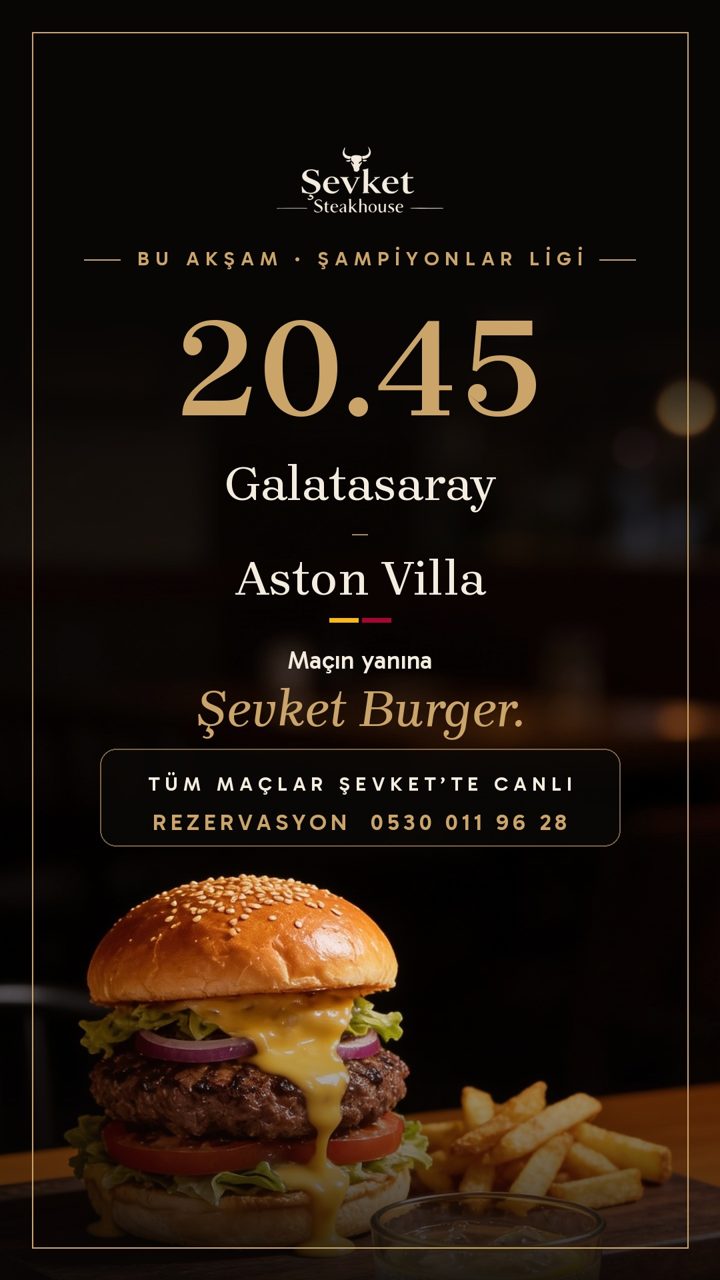 Şevket
Steakhouse
BU AKŞAM · ŞAMPİYONLAR LİGİ
20.45
Galatasaray
–
Aston Villa
Maçın yanına
Şevket Burger.
TÜM MAÇLAR ŞEVKET’TE CANLI
REZERVASYON 0530 011 96 28